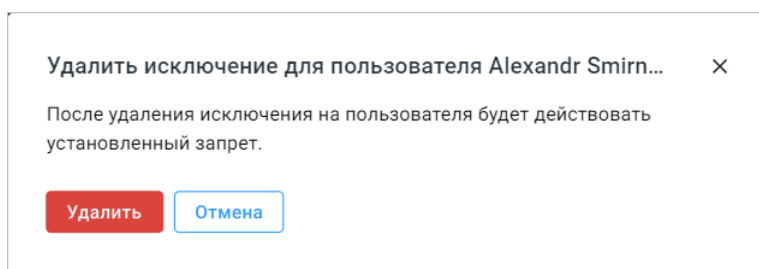 Удалить исключение для пользователя Alexandr Smirn...
После удаления исключения на пользователя будет действовать
установленный запрет.
Удалить Отмена